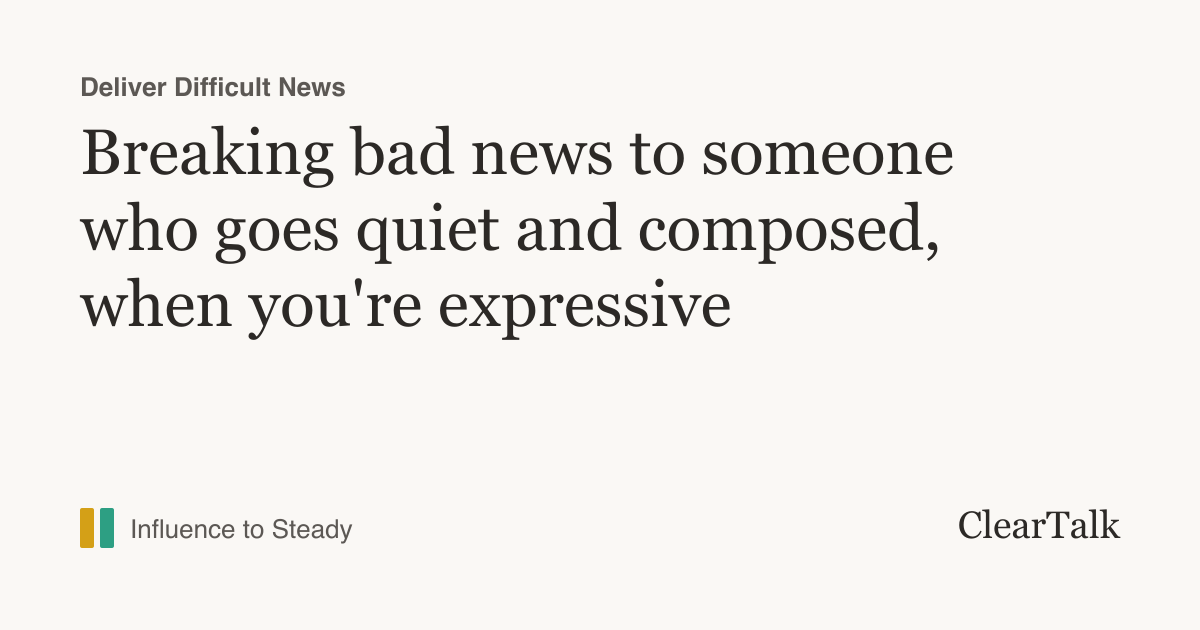 Deliver Difficult News
Breaking bad news to someone
who goes quiet and composed,
when you're expressive
Influence to Steady
ClearTalk